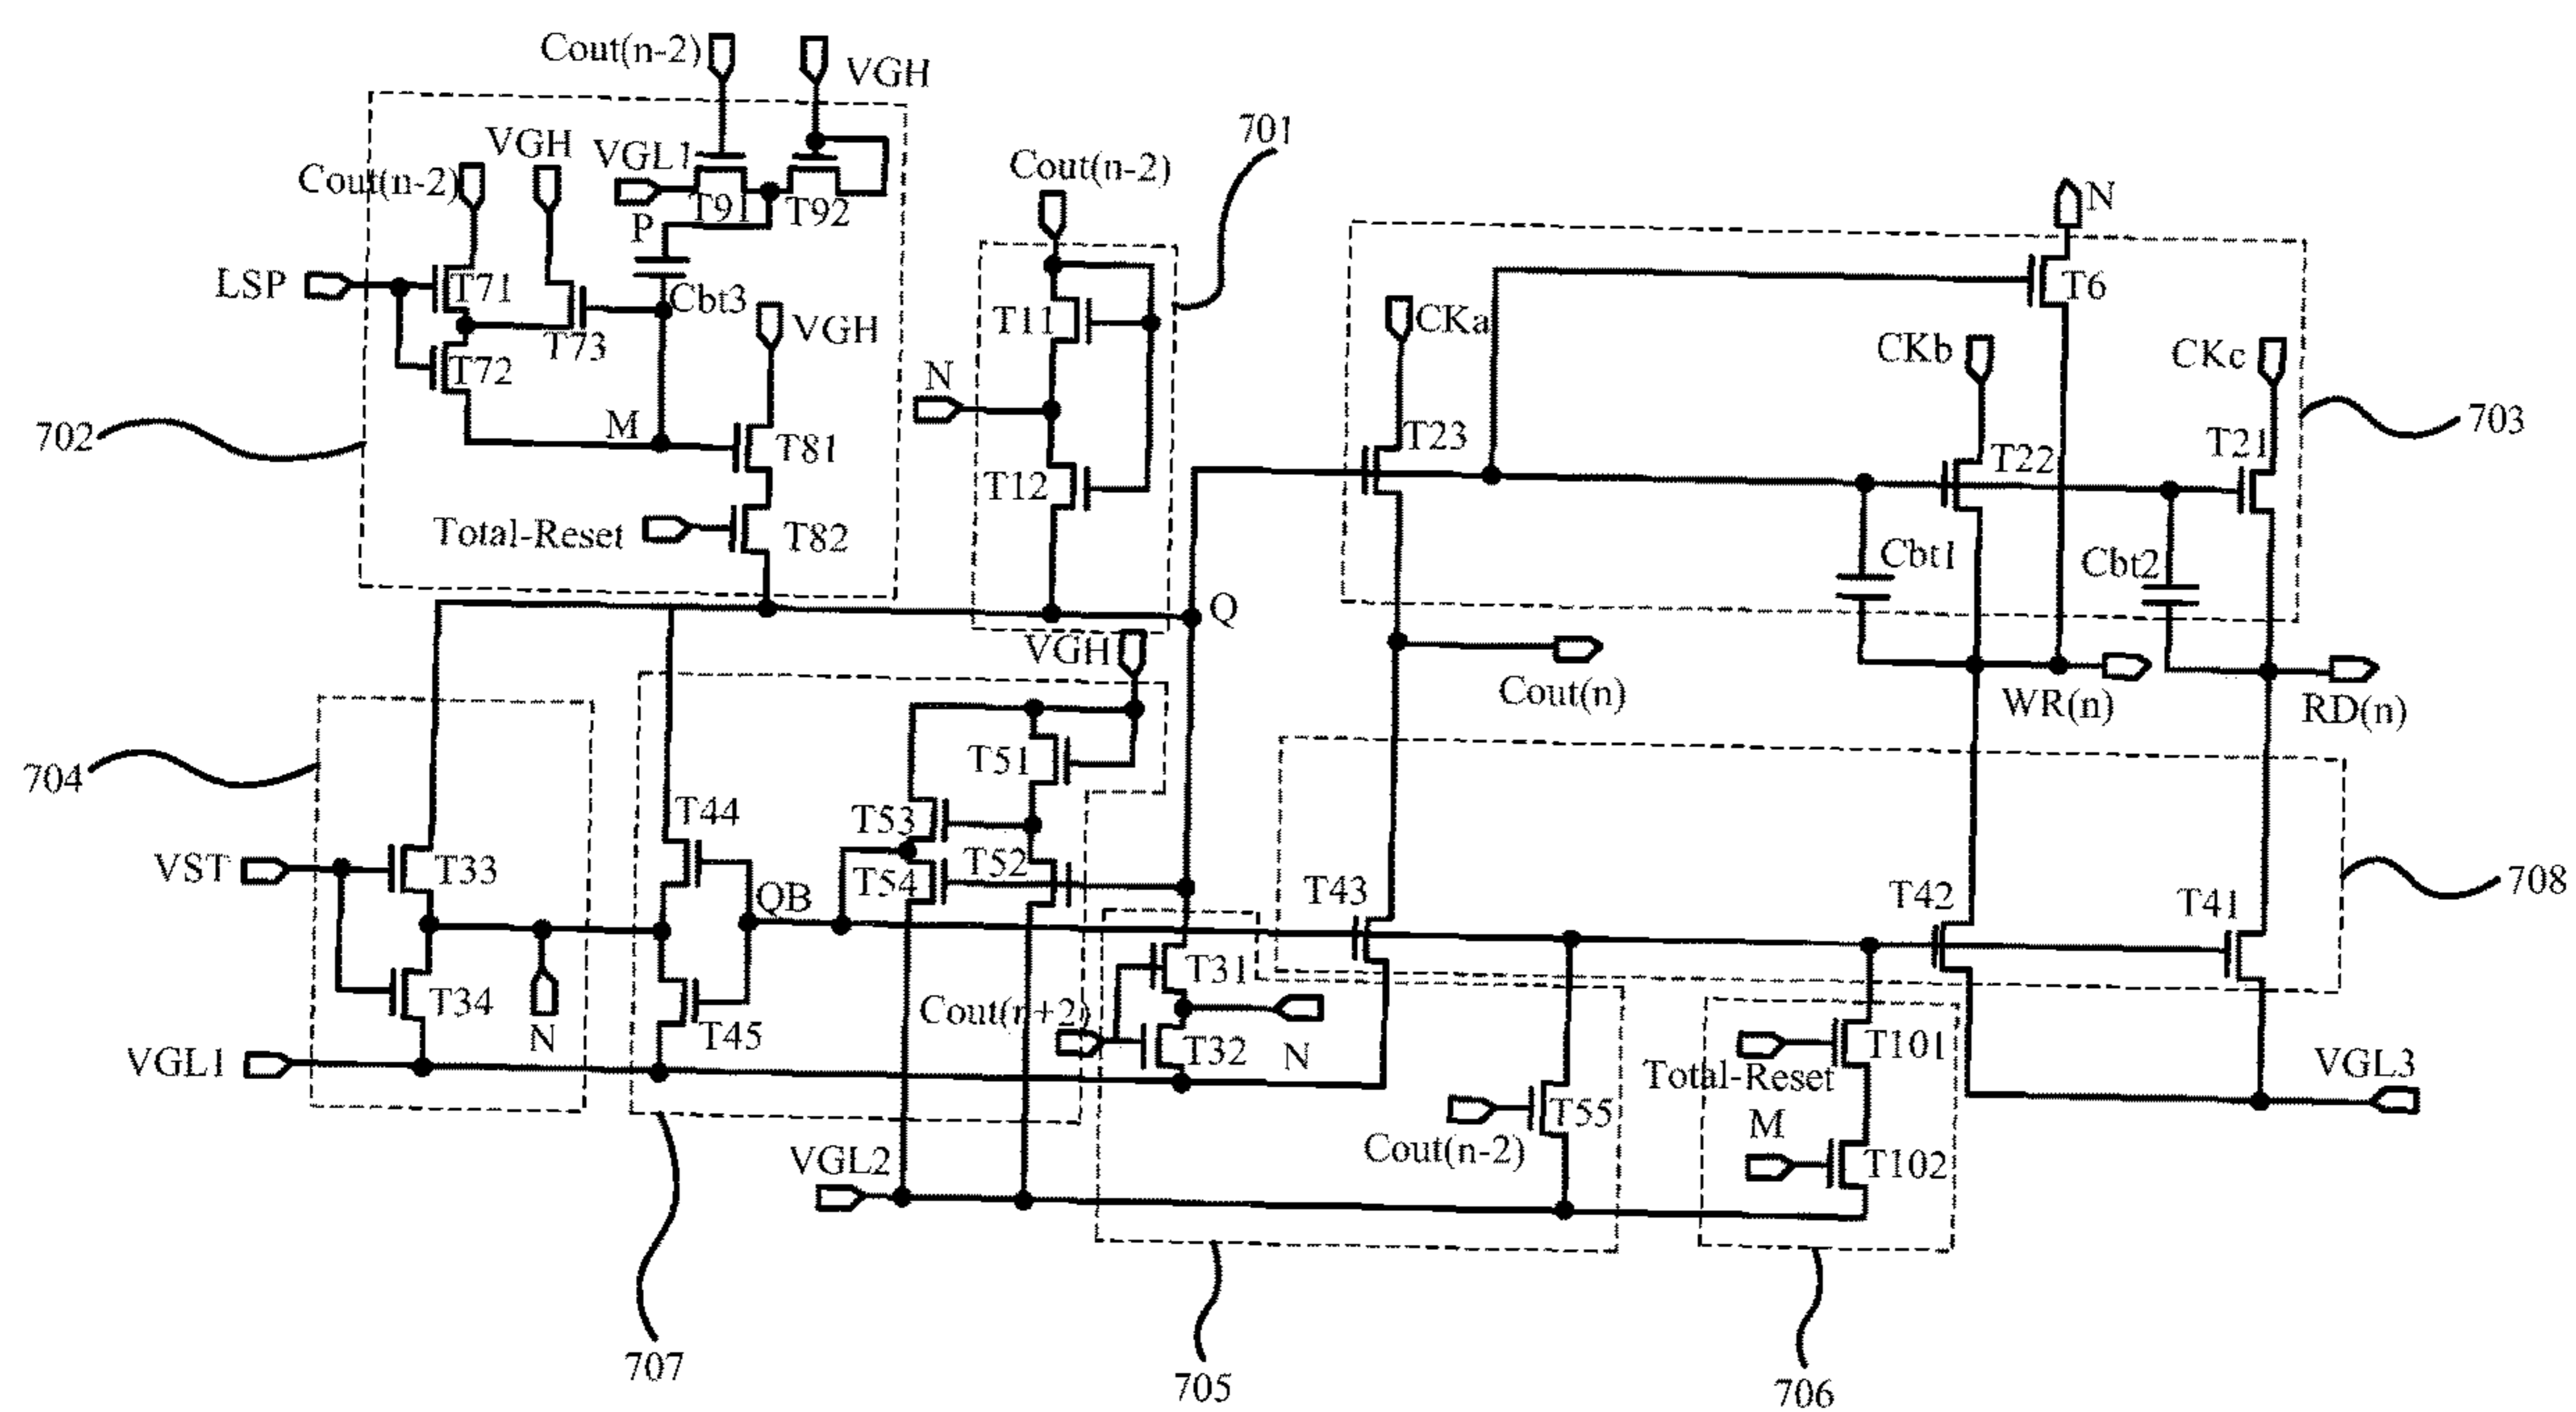 Cout(n-2)
VGH
701
VGH
VGL1
Cout(n-2)
Cout(n-2)
T91
T92
N
P
LSP
T71
Cbt3
T6
T11
CKa
VGH
T73
CKb
CKc
T72
N
702
M
T81
T23
T22
T21
703
T12
Total-Reset
T82
Cbt1
Cbt2
Q
VGH
Cout(n)
WR(n)
RD(n)
704
T51
T44
T53
T52
VST
T33
T54
QB
T43
T42
T41
708
T31
T34
Cout(n+2)
T45
N
T32
N
T101
VGL1
Total-Reset
VGL3
T55
M
VGL2
Cout(n-2)
T102
707
705
706